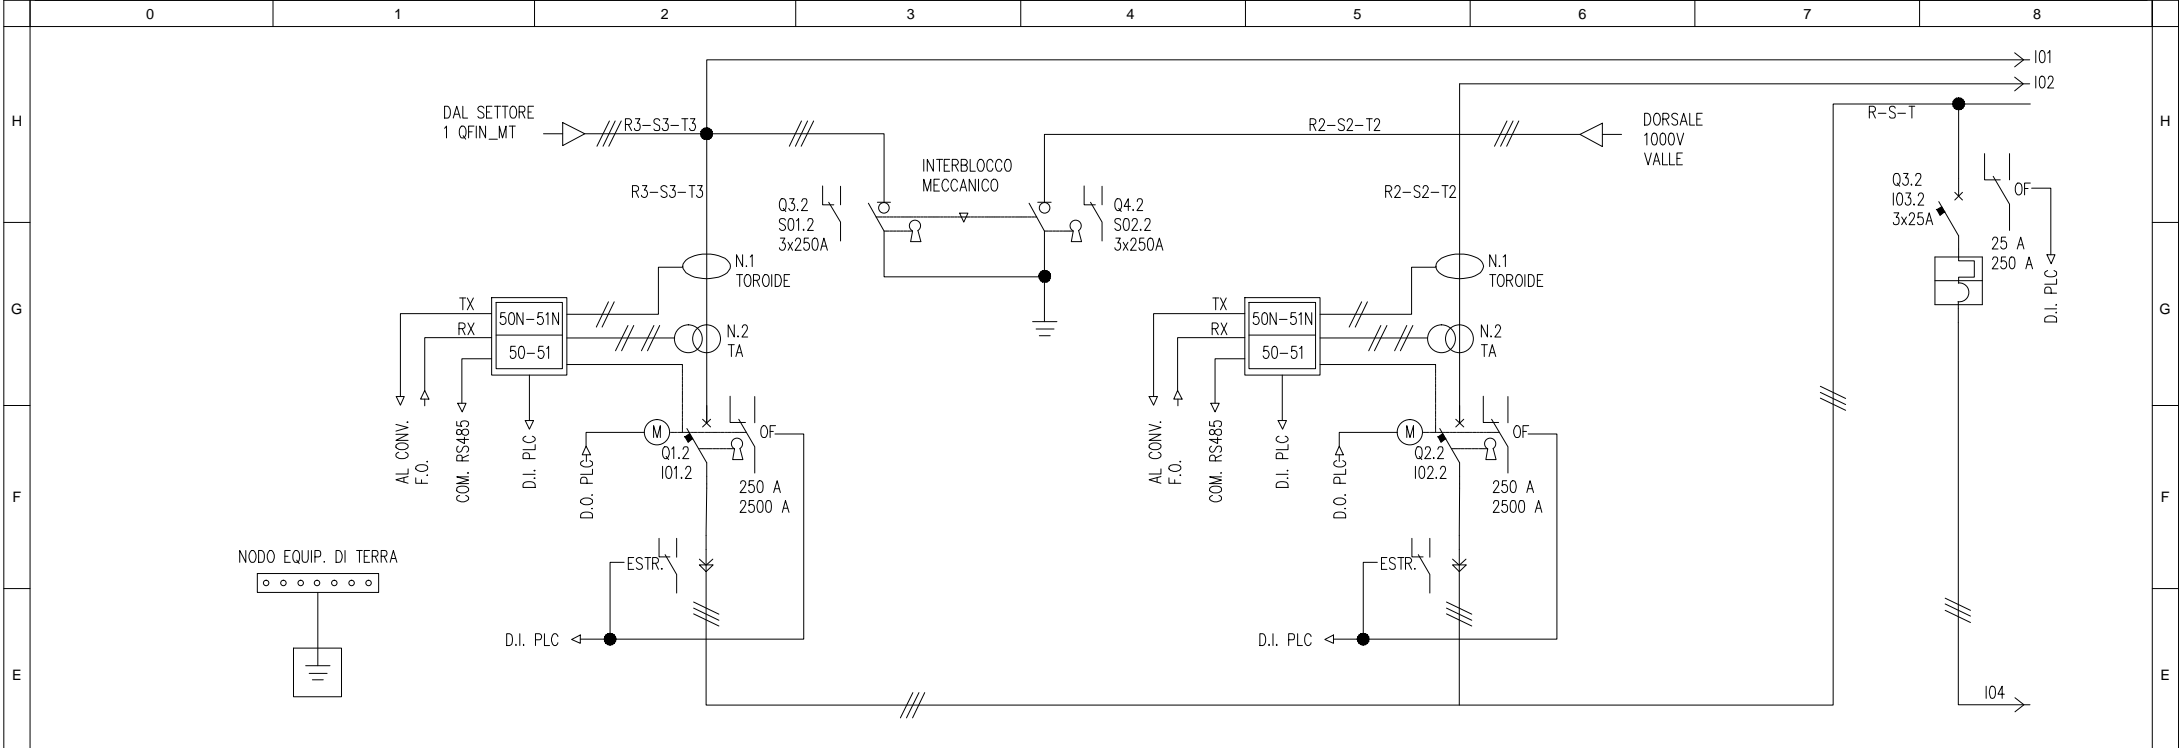 0 1 2 3 4 5 6 7 8
I01
I02
DAL SETTORE
1 QFIN_MT
R3-S3-T3
R2-S2-T2
DORSALE
1000V
VALLE
R-S-T
H
H
INTERBLOCCO
MECCANICO
R3-S3-T3
R2-S2-T2
Q3.2
S01.2
3x250A
Q4.2
S02.2
3x250A
Q3.2
I03.2
3x25A
OF
25 A
250 A
D.I. PLC
N.1
TOROIDE
N.1
TOROIDE
G
G
TX
RX
50N-51N
50-51
N.2
TA
TX
RX
50N-51N
50-51
N.2
TA
AL CONV.
F.O.
COM. RS485
D.I. PLC
D.O. PLC
M
Q1.2
I01.2
OF
250 A
2500 A
AL CONV.
F.O.
COM. RS485
D.I. PLC
D.O. PLC
M
Q2.2
I02.2
OF
250 A
2500 A
F
F
NODO EQUIP. DI TERRA
ESTR.
ESTR.
D.I. PLC
D.I. PLC
E
E
I04